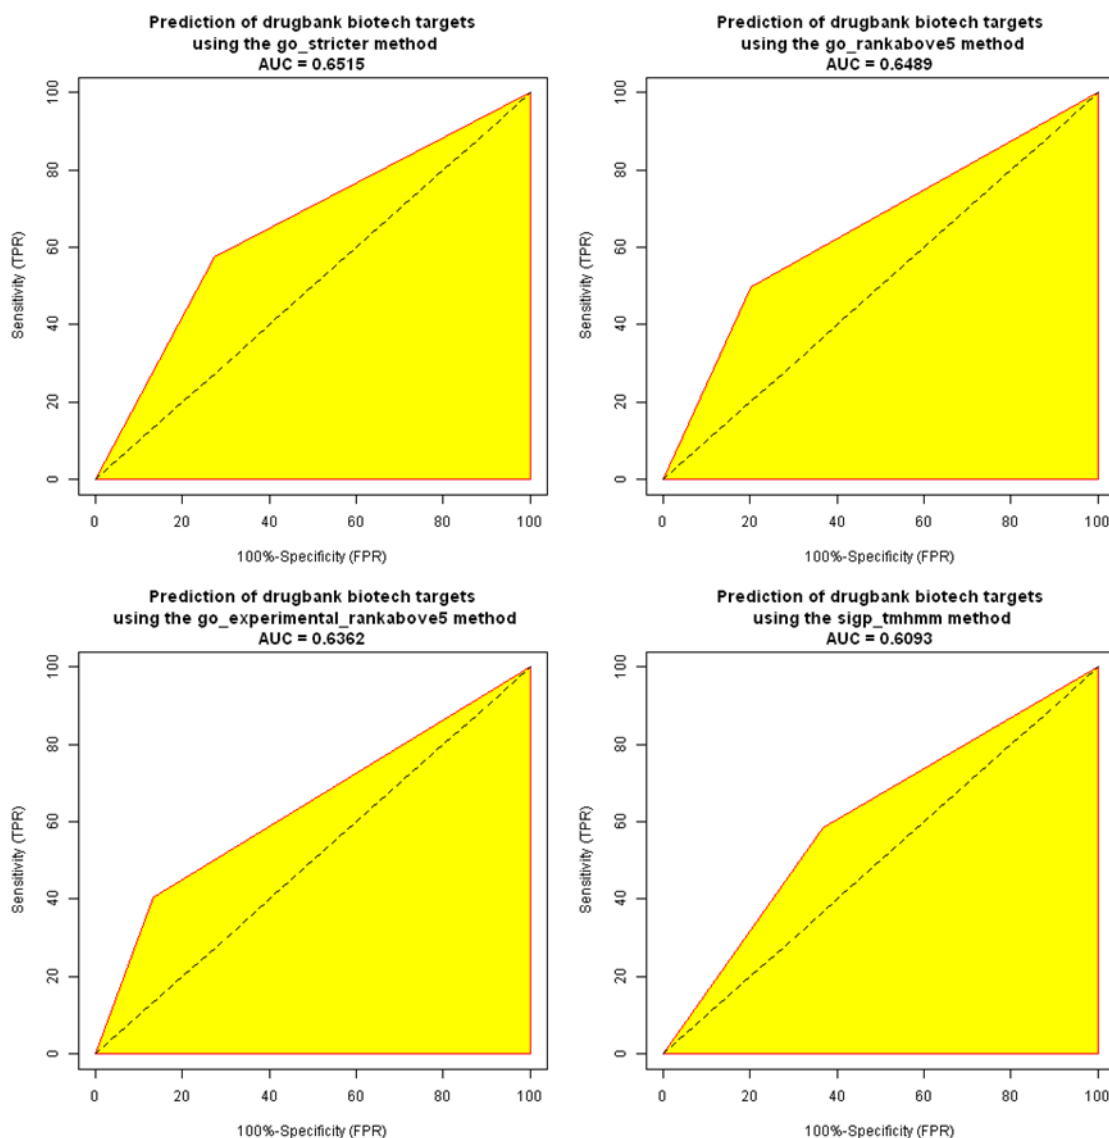 Prediction of drugbank biotech targets
using the go_stricter method
AUC = 0.6515
100
80
60
40
20
0
Sensitivity (TPR)
0 20 40 60 80 100
100%-Specificity (FPR)
Prediction of drugbank biotech targets
using the go_rankabove5 method
AUC = 0.6489
100
80
60
40
20
0
Sensitivity (TPR)
0 20 40 60 80 100
100%-Specificity (FPR)
Prediction of drugbank biotech targets
using the go_experimental_rankabove5 method
AUC = 0.6362
100
80
60
40
20
0
Sensitivity (TPR)
0 20 40 60 80 100
100%-Specificity (FPR)
Prediction of drugbank biotech targets
using the sigp_tmhmm method
AUC = 0.6093
100
80
60
40
20
0
Sensitivity (TPR)
0 20 40 60 80 100
100%-Specificity (FPR)